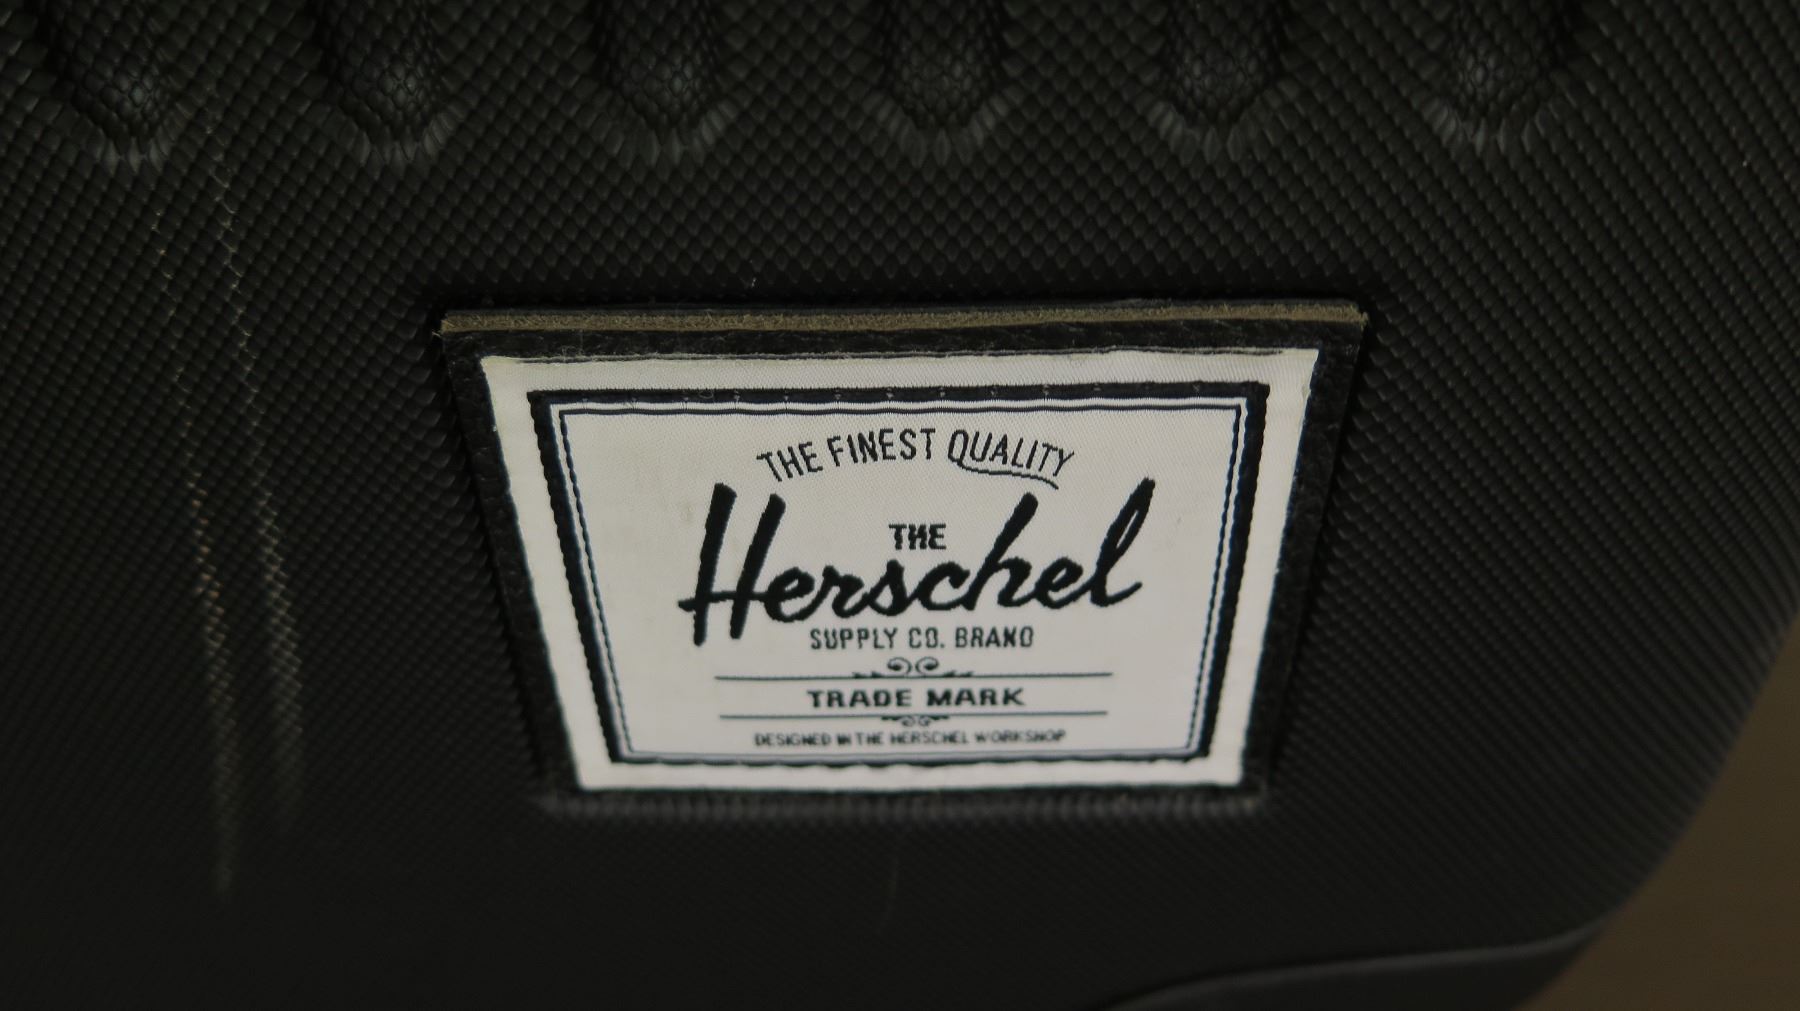 THE FINEST QUALITY
THE
Herschel
SUPPLY CO. BRAND
TRADE MARK
DESIGNED IN THE HERSCHEL WORKSHOP